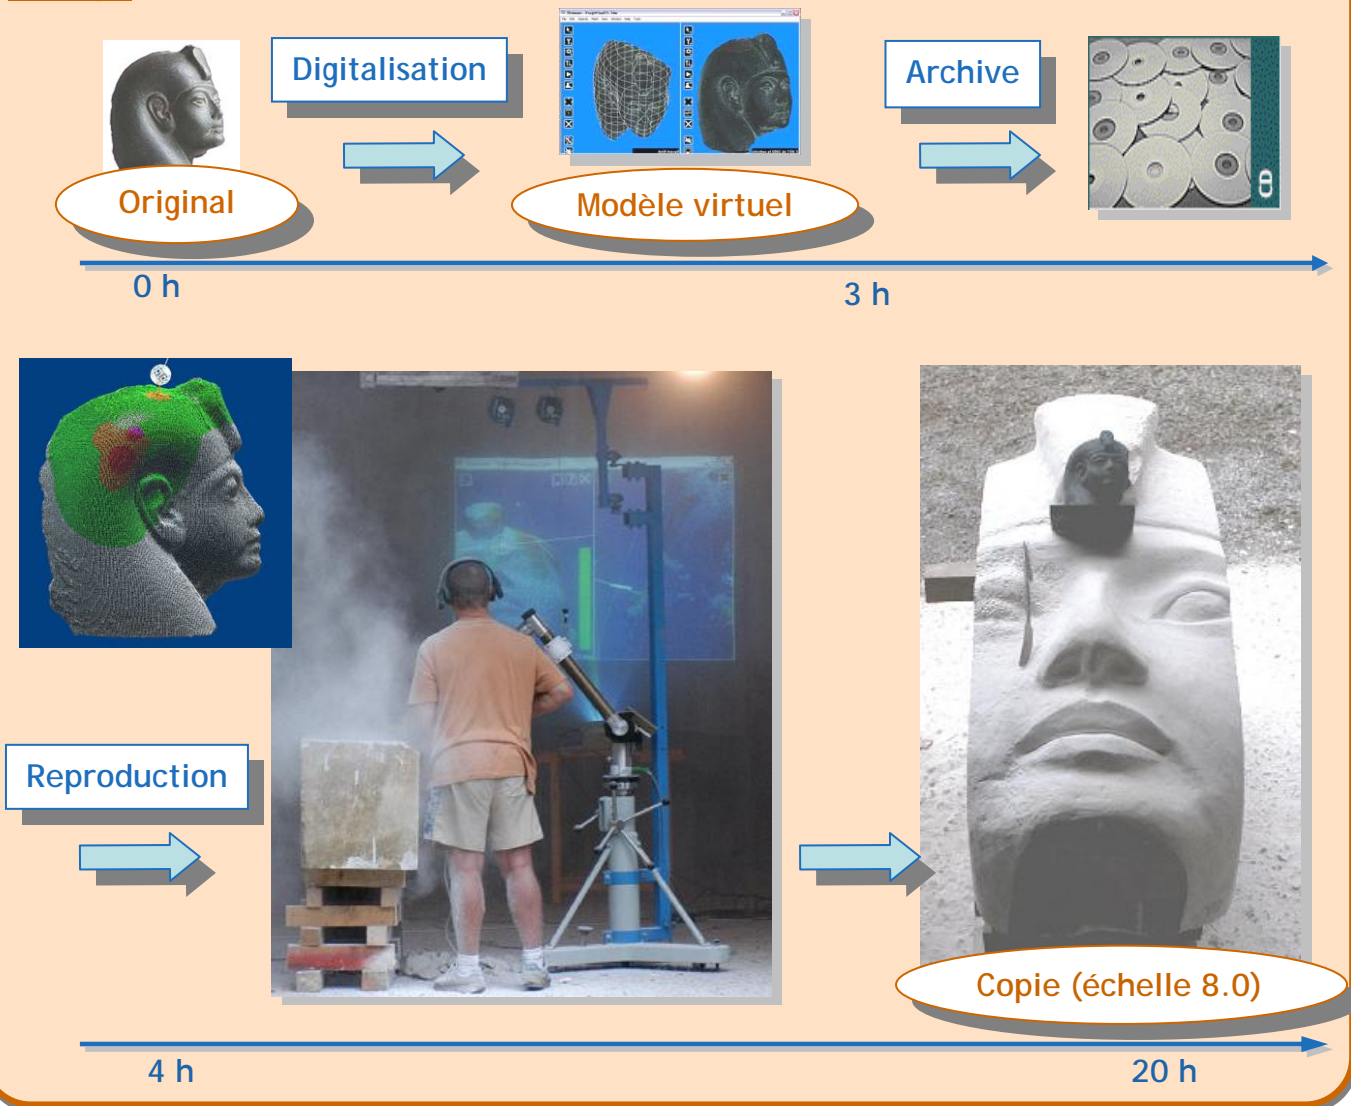 Digitalisation
Archive
Original
Modèle virtuel
0 h
3 h
Reproduction
Copie (échelle 8.0)
4 h
20 h